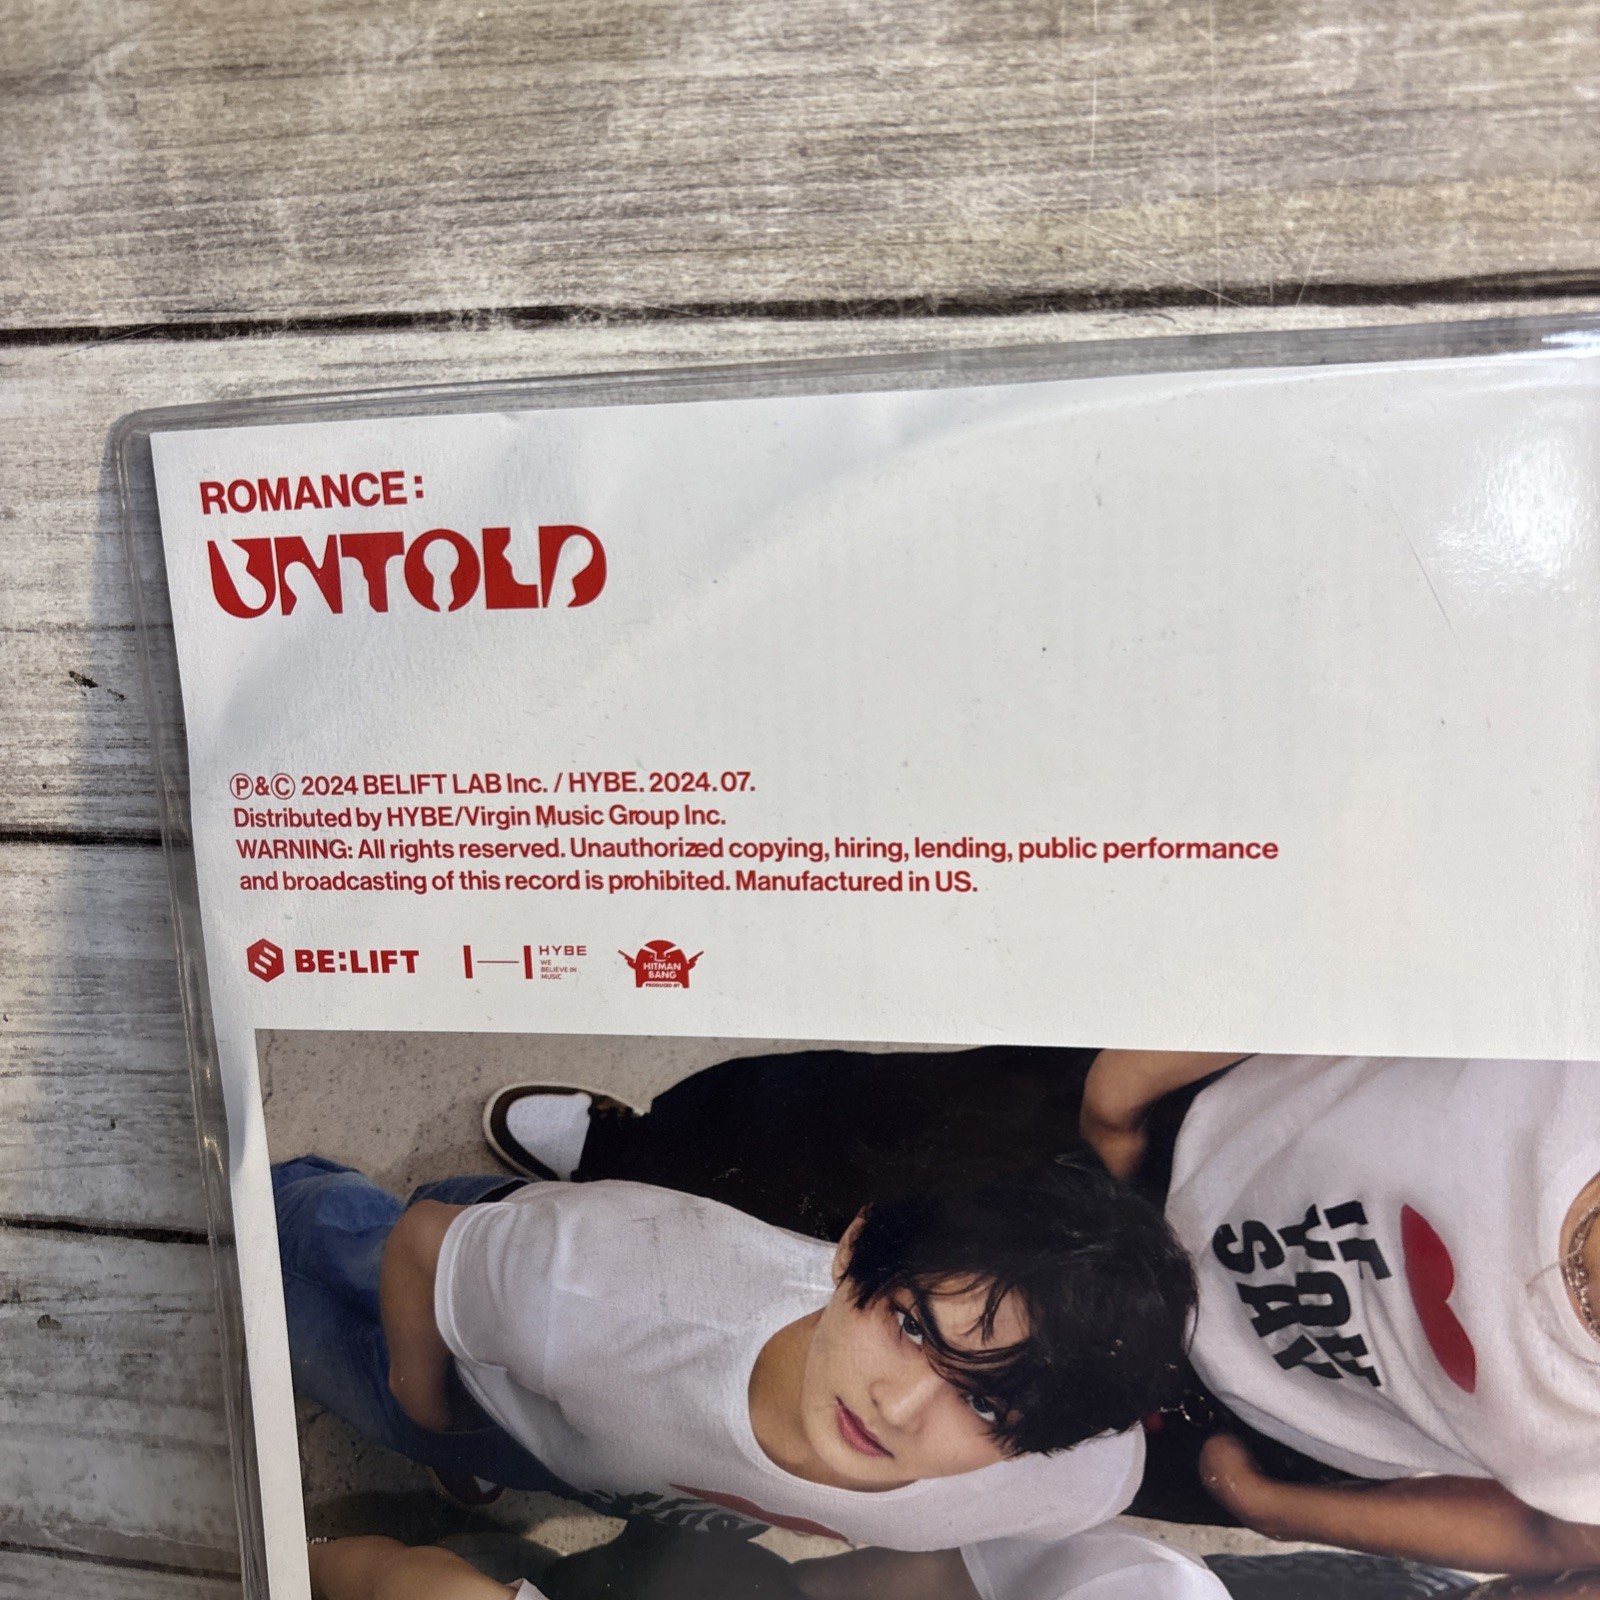 ROMANCE:
UNTOLD
Ⓟ&Ⓒ 2024 BELIFT LAB Inc. / HYBE. 2024.07.
Distributed by HYBE/Virgin Music Group Inc.
WARNING: All rights reserved. Unauthorized copying, hiring, lending, public performance
and broadcasting of this record is prohibited. Manufactured in US.
BE:LIFT
HYBE
WE
BELIEVE IN
MUSIC
HITMAN
BANG
PRODUCED BY
SAY